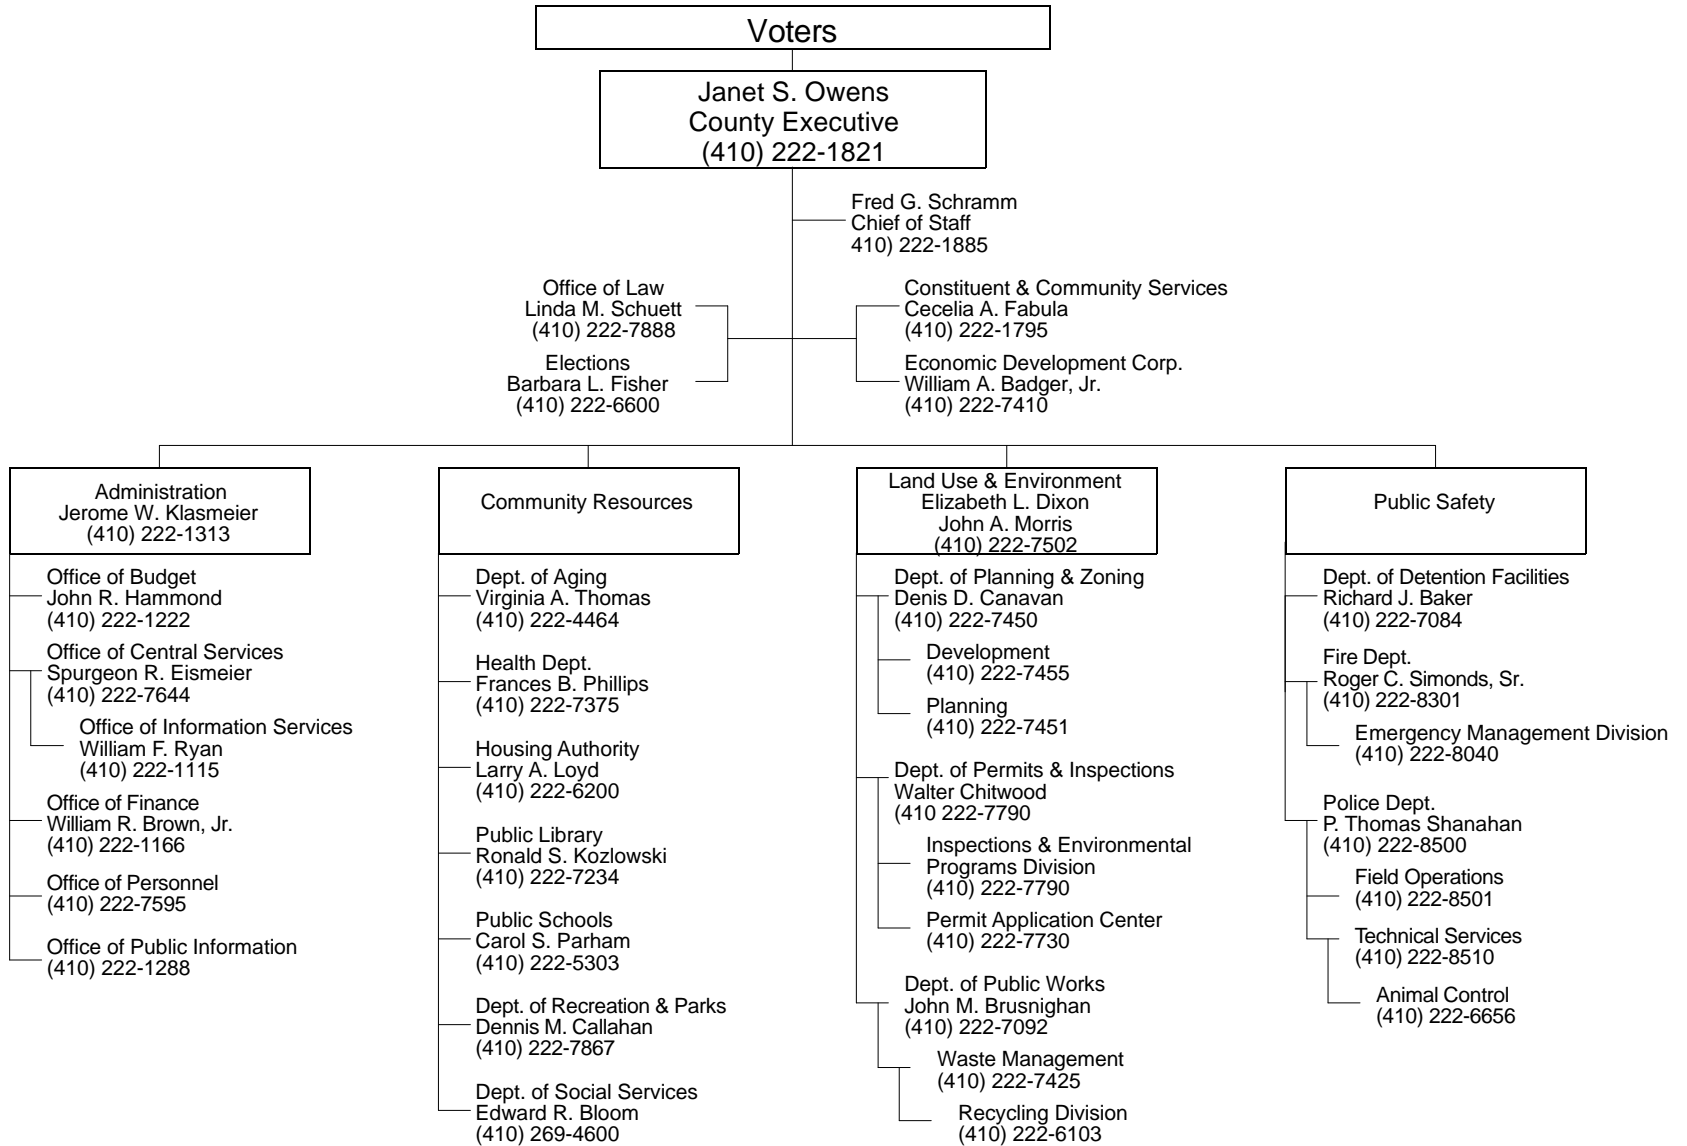 Voters
Janet S. Owens
County Executive
(410) 222-1821
Fred G. Schramm
Chief of Staff
410) 222-1885
Office of Law
Linda M. Schuett
(410) 222-7888
Elections
Barbara L. Fisher
(410) 222-6600
Constituent & Community Services
Cecelia A. Fabula
(410) 222-1795
Economic Development Corp.
William A. Badger, Jr.
(410) 222-7410
Administration
Jerome W. Klasmeier
(410) 222-1313
Office of Budget
John R. Hammond
(410) 222-1222
Office of Central Services
Spurgeon R. Eismeier
(410) 222-7644
Office of Information Services
William F. Ryan
(410) 222-1115
Office of Finance
William R. Brown, Jr.
(410) 222-1166
Office of Personnel
(410) 222-7595
Office of Public Information
(410) 222-1288
Community Resources
Dept. of Aging
Virginia A. Thomas
(410) 222-4464
Health Dept.
Frances B. Phillips
(410) 222-7375
Housing Authority
Larry A. Loyd
(410) 222-6200
Public Library
Ronald S. Kozlowski
(410) 222-7234
Public Schools
Carol S. Parham
(410) 222-5303
Dept. of Recreation & Parks
Dennis M. Callahan
(410) 222-7867
Dept. of Social Services
Edward R. Bloom
(410) 269-4600
Land Use & Environment
Elizabeth L. Dixon
John A. Morris
(410) 222-7502
Dept. of Planning & Zoning
Denis D. Canavan
(410) 222-7450
Development
(410) 222-7455
Planning
(410) 222-7451
Dept. of Permits & Inspections
Walter Chitwood
(410 222-7790
Inspections & Environmental
Programs Division
(410) 222-7790
Permit Application Center
(410) 222-7730
Dept. of Public Works
John M. Brusnighan
(410) 222-7092
Waste Management
(410) 222-7425
Recycling Division
(410) 222-6103
Public Safety
Dept. of Detention Facilities
Richard J. Baker
(410) 222-7084
Fire Dept.
Roger C. Simonds, Sr.
(410) 222-8301
Emergency Management Division
(410) 222-8040
Police Dept.
P. Thomas Shanahan
(410) 222-8500
Field Operations
(410) 222-8501
Technical Services
(410) 222-8510
Animal Control
(410) 222-6656